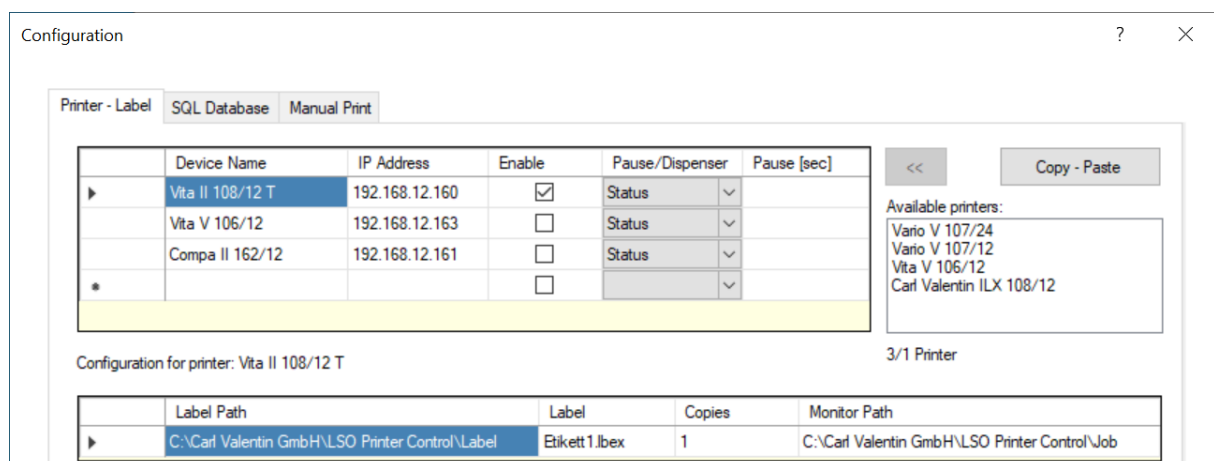 Configuration ?
Printer - Label SQL Database Manual Print
Device Name IP Address Enable Pause/Dispenser Pause [sec]
Vita II 108/12 T 192.168.12.160 Status
Vita V 106/12 192.168.12.163 Status
Compa II 162/12 192.168.12.161 Status
<< Copy - Paste
Available printers:
Vario V 107/24
Vario V 107/12
Vita V 106/12
Carl Valentin ILX 108/12
3/1 Printer
Configuration for printer: Vita II 108/12 T
Label Path Label Copies Monitor Path
C:\Carl Valentin GmbH\LSO Printer Control\Label Etikett1.lbex 1 C:\Carl Valentin GmbH\LSO Printer Control\Job